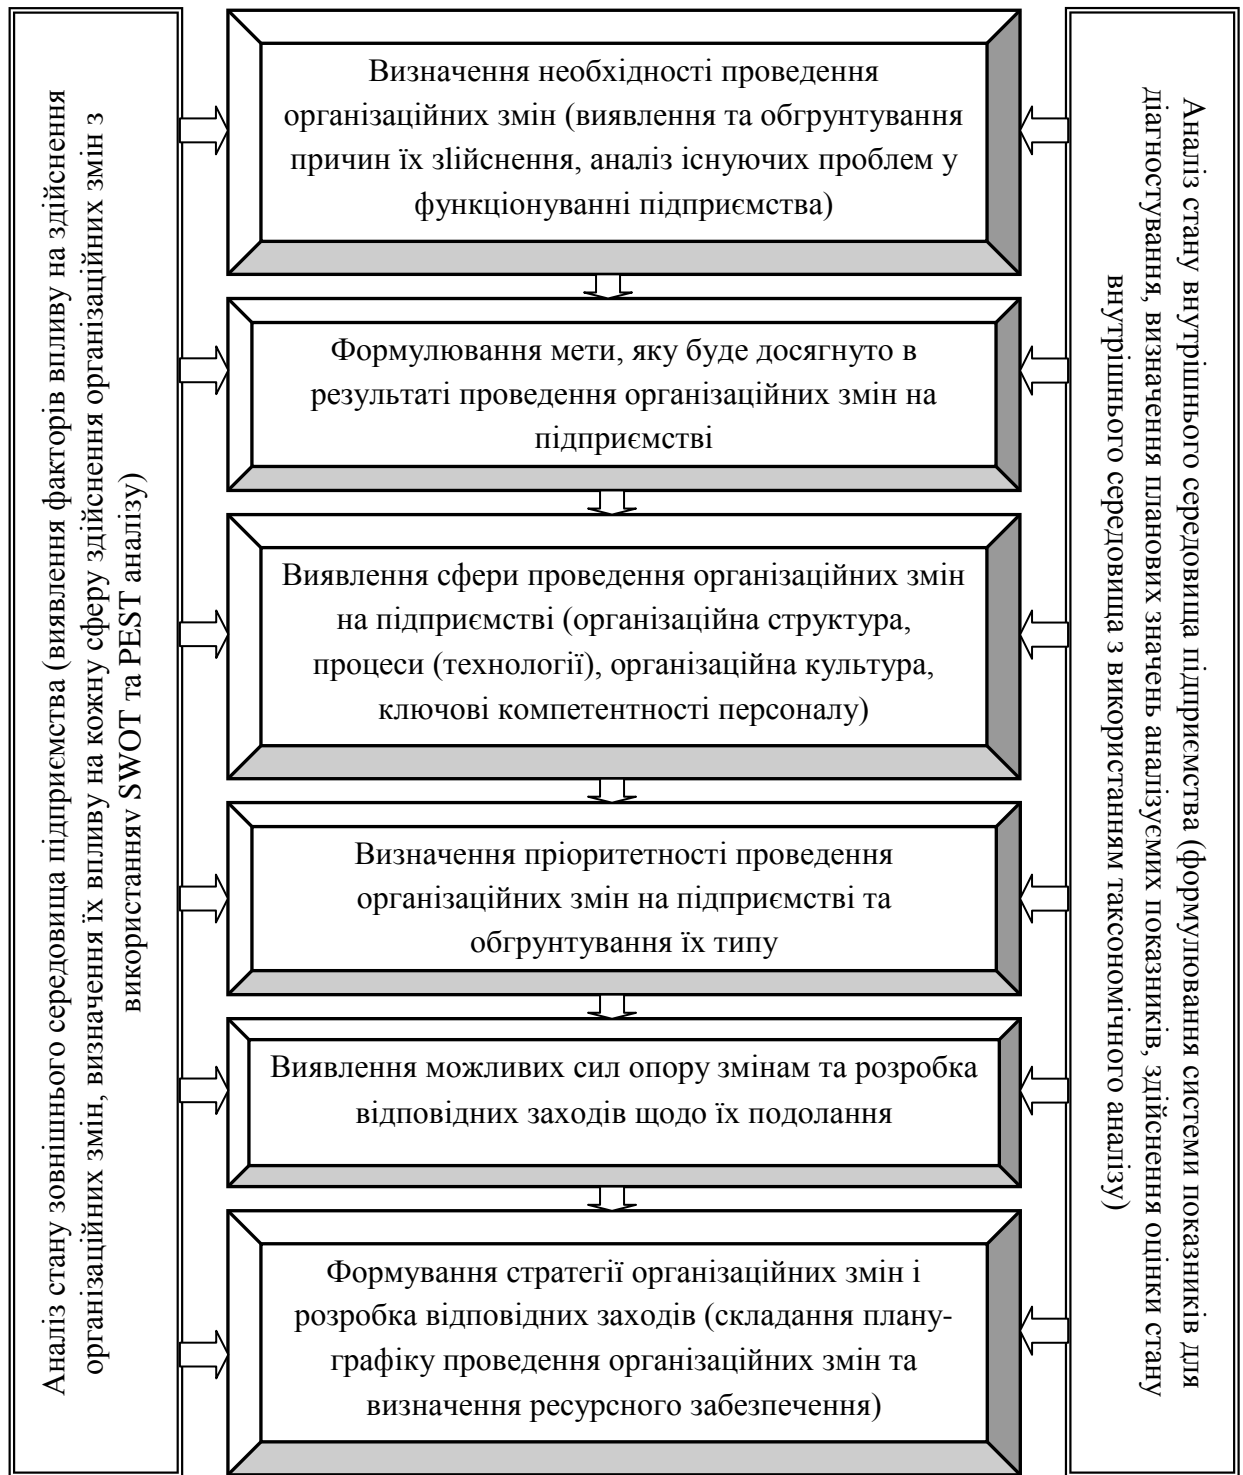 Аналіз стану зовнішнього середовища підприємства (виявлення факторів впливу на здійснення
організаційних змін, визначення їх впливу на кожну сферу здійснення організаційних змін з
використанняv SWOT та PEST аналізу)
Визначення необхідності проведення
організаційних змін (виявлення та обгрунтування
причин їх зlійснення, аналіз існуючих проблем у
функціонуванні підприємства)
Формулювання мети, яку буде досягнуто в
результаті проведення організаційних змін на
підприємстві
Виявлення сфери проведення організаційних змін
на підприємстві (організаційна структура,
процеси (технології), організаційна культура,
ключові компетентності персоналу)
Визначення пріоритетності проведення
організаційних змін на підприємстві та
обгрунтування їх типу
Виявлення можливих сил опору змінам та розробка
відповідних заходів щодо їх подолання
Формування стратегії організаційних змін і
розробка відповідних заходів (складання плану-
графіку проведення організаційних змін та
визначення ресурсного забезпечення)
Аналіз стану внутрішнього середовища підприємства (формулювання системи показників для
діагностування, визначення планових значень аналізуємих показників, здійснення оцінки стану
внутрішнього середовища з використанням таксономічного аналізу)